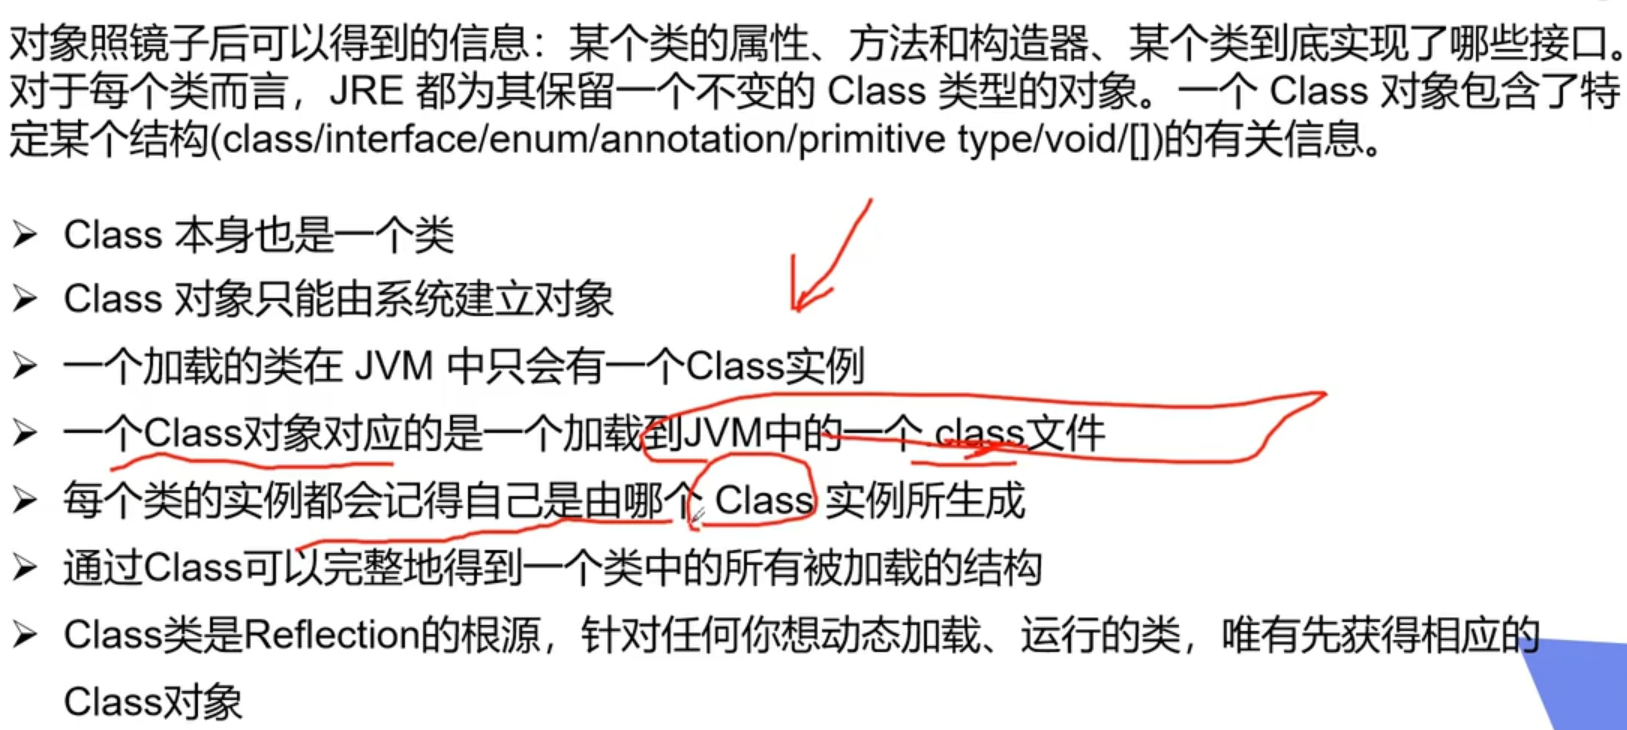 对象照镜子后可以得到的信息：某个类的属性、方法和构造器、某个类到底实现了哪些接口。
对于每个类而言，JRE 都为其保留一个不变的 Class 类型的对象。一个 Class 对象包含了特
定某个结构(class/interface/enum/annotation/primitive type/void/[])的有关信息。
➢ Class 本身也是一个类
➢ Class 对象只能由系统建立对象
➢ 一个加载的类在 JVM 中只会有一个Class实例
➢ 一个Class对象对应的是一个加载到JVM中的一个.class文件
➢ 每个类的实例都会记得自己是由哪个 Class 实例所生成
➢ 通过Class可以完整地得到一个类中的所有被加载的结构
➢ Class类是Reflection的根源，针对任何你想动态加载、运行的类，唯有先获得相应的
Class对象